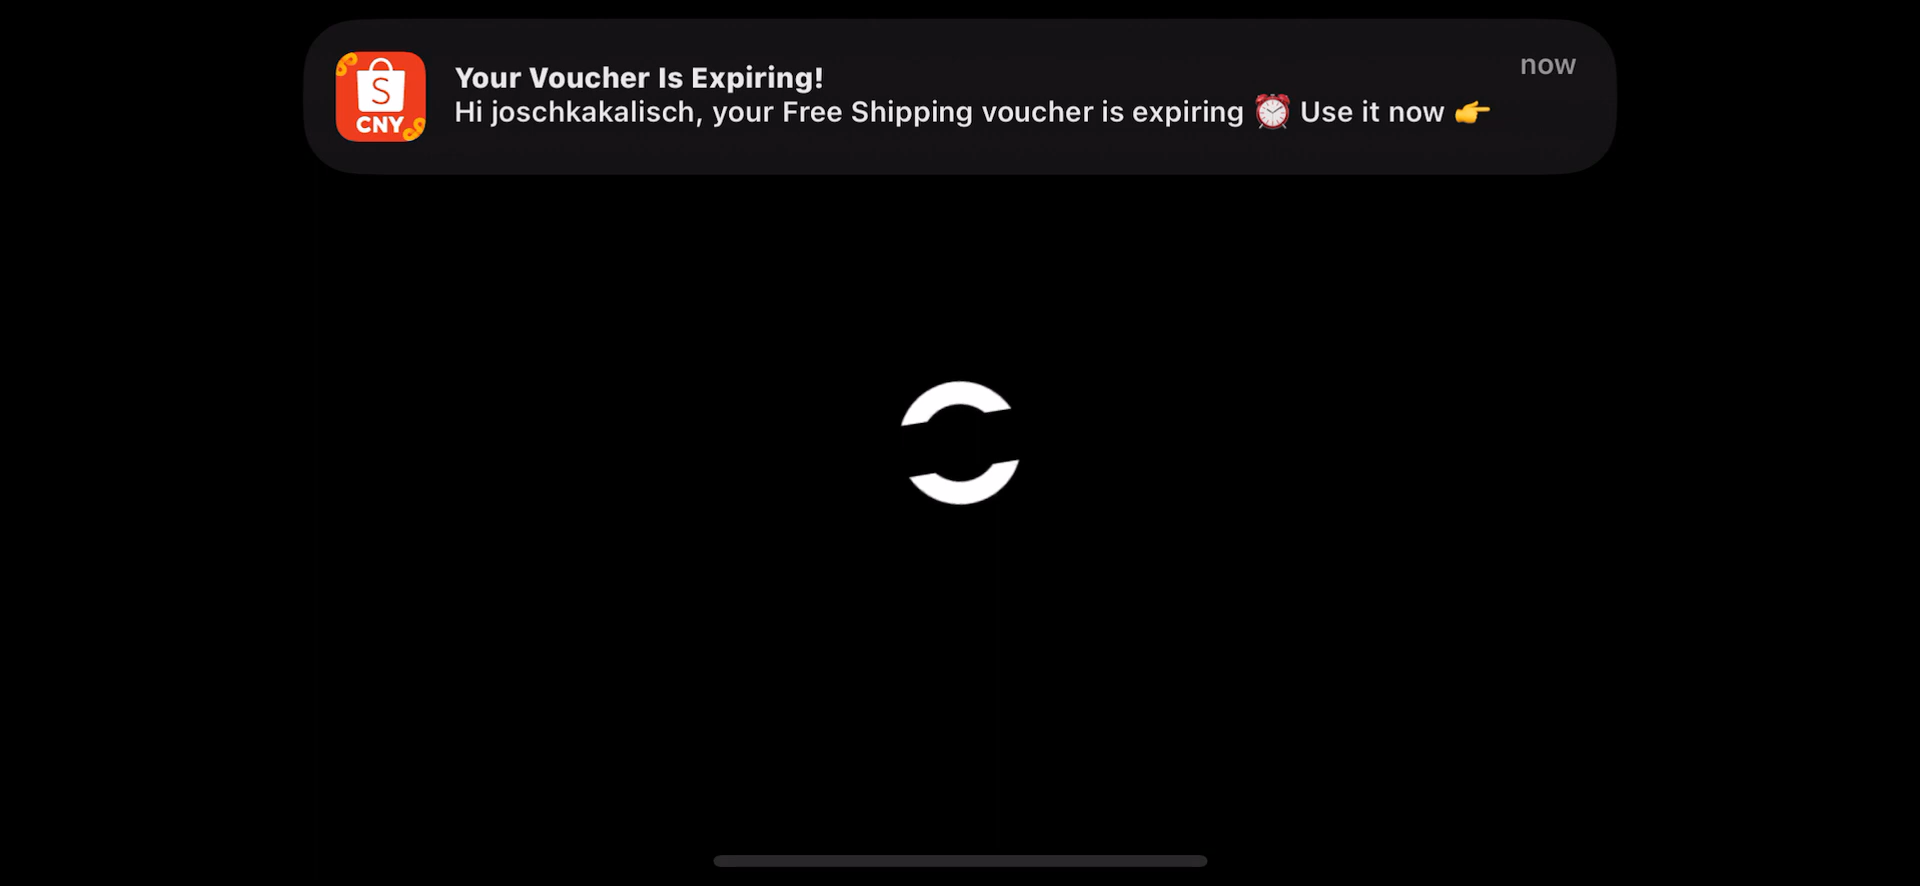 Your Voucher Is Expiring!
now
Hi joschkakalisch, your Free Shipping voucher is expiring ⏰ Use it now 👉
S
CNY